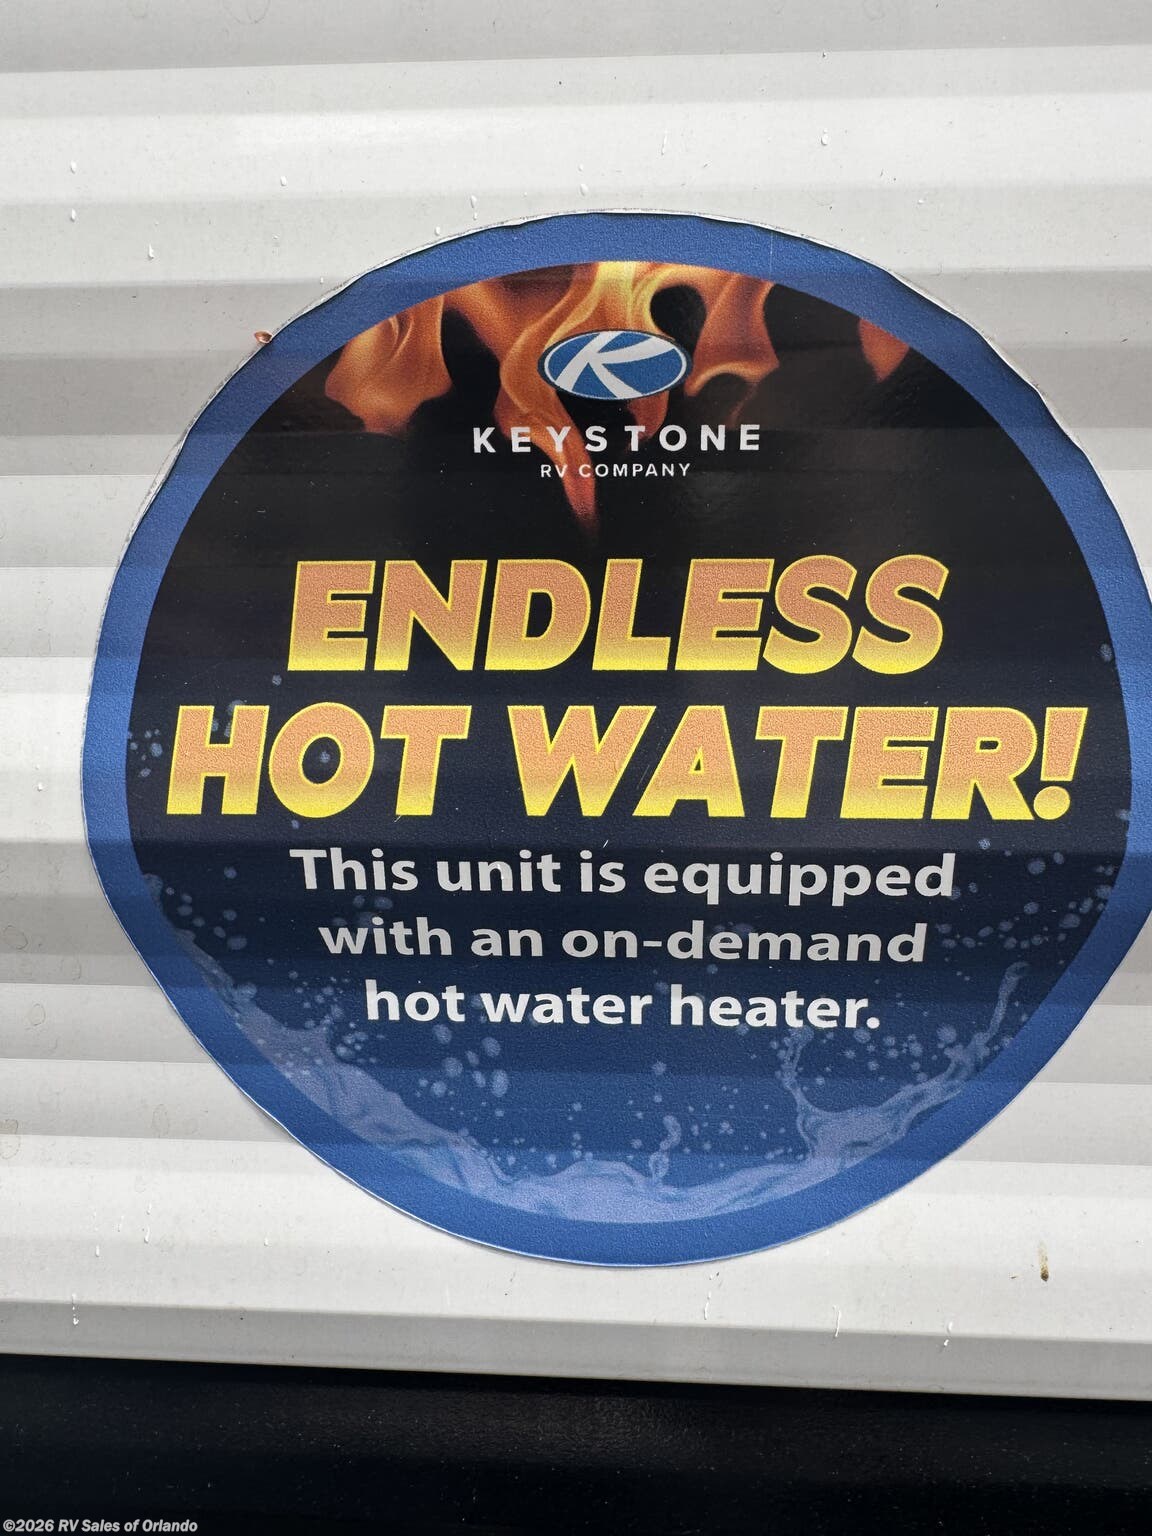 K
KEYSTONE
RV COMPANY
ENDLESS
HOT WATER!
This unit is equipped
with an on-demand
hot water heater.
©2026 RV Sales of Orlando